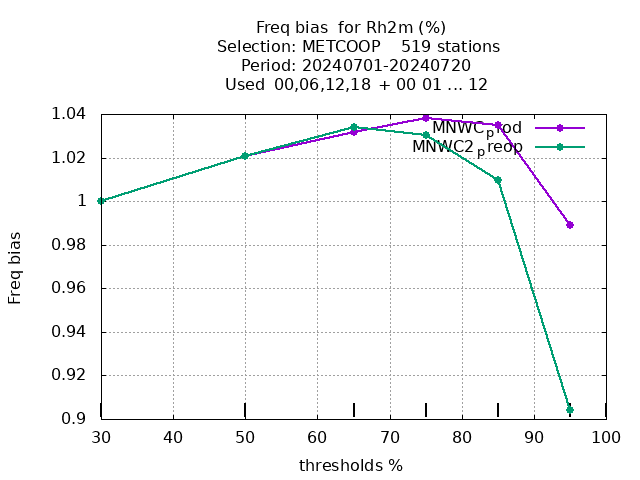 Freq bias  for Rh2m (%)
Selection: METCOOP    519 stations
Period: 20240701-20240720
Used  00,06,12,18 + 00 01 ... 12
1.04
1.02
1
0.98
0.96
0.94
0.92
0.9
Freq bias
MNWCprod
MNWC2preop
30 40 50 60 70 80 90 100
thresholds %